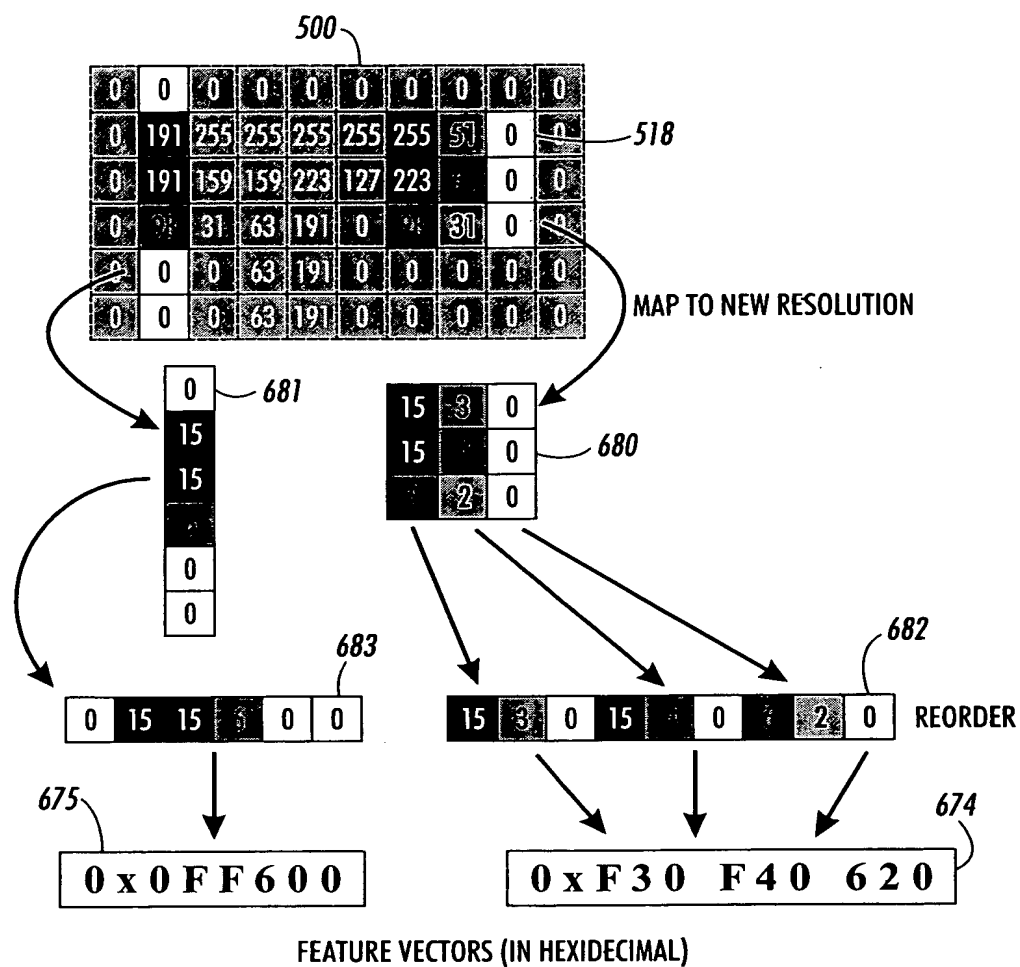 500
0 0 0 0 0 0 0 0 0 0
0 191 255 255 255 255 255 51 0 0
518
0 191 159 159 223 127 223 0 0
0 31 63 191 0 31 0 0
0 0 0 63 191 0 0 0 0 0
0 0 0 63 191 0 0 0 0 0
MAP TO NEW RESOLUTION
0
681
15
15
0
0
15 3 0
15 0
680
2 0
683
0 15 15 0 0
682
15 3 0 15 0 2 0
REORDER
675
0x0FF600
674
0xF30 F40 620
FEATURE VECTORS (IN HEXIDECIMAL)